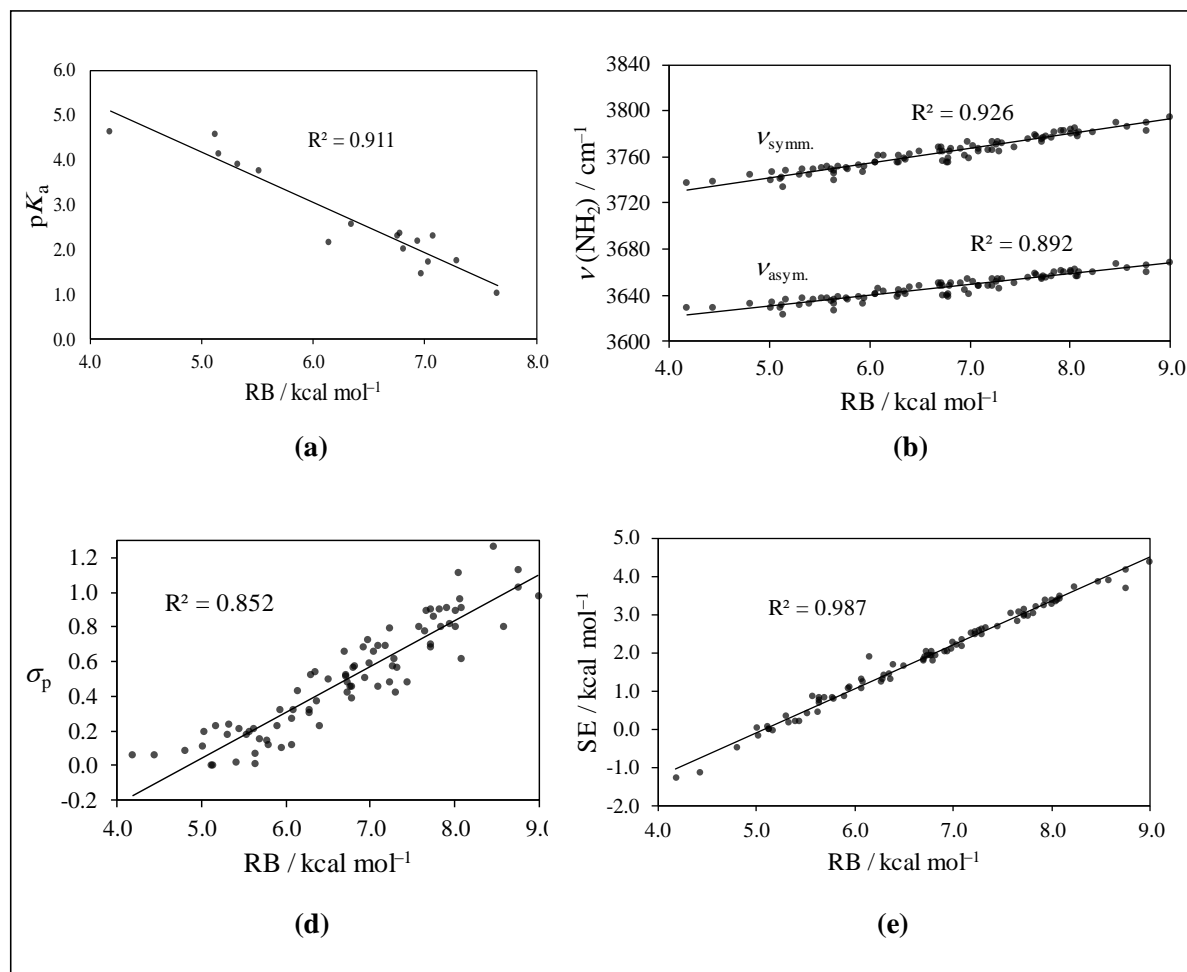 6.0
5.0
4.0
3.0
2.0
1.0
0.0
pKa
R² = 0.911
4.0 5.0 6.0 7.0 8.0
RB / kcal mol⁻¹
(a)
3840
3760
3680
3600
ν (NH₂) / cm⁻¹
R² = 0.926
νsymm.
R² = 0.892
νasym.
4.0 5.0 6.0 7.0 8.0 9.0
RB / kcal mol⁻¹
(b)
1.2
1.0
0.8
0.6
0.4
0.2
0.0
-0.2
σp
R² = 0.852
4.0 5.0 6.0 7.0 8.0 9.0
RB / kcal mol⁻¹
(d)
5.0
4.0
3.0
2.0
1.0
0.0
-1.0
-2.0
SE / kcal mol⁻¹
R² = 0.987
4.0 5.0 6.0 7.0 8.0 9.0
RB / kcal mol⁻¹
(e)